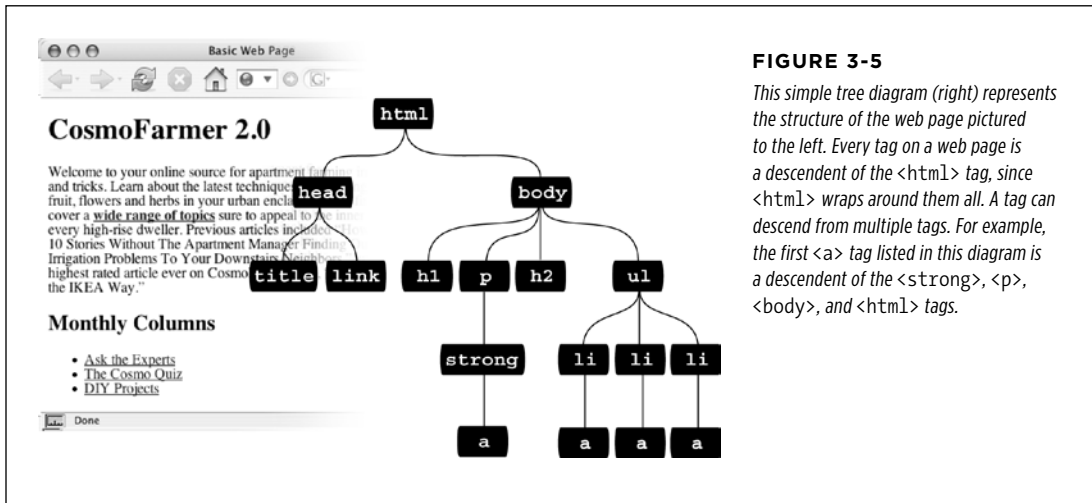 Basic Web Page
CosmoFarmer 2.0
Welcome to your online source for apartment farming
and tricks. Learn about the latest techniques
fruit, flowers and herbs in your urban
cover a wide range of topics sure to appeal to the
every high-rise dweller. Previous articles included
10 Stories Without The Apartment Manager Finding
Irrigation Problems To Your Downstairs Neighbors
highest rated article ever on Cosmo
the IKEA Way.”
Monthly Columns
• Ask the Experts
• The Cosmo Quiz
• DIY Projects
Done
html
head
body
title
link
h1
p
h2
ul
strong
li
li
li
a
a
a
a
FIGURE 3-5
This simple tree diagram (right) represents
the structure of the web page pictured
to the left. Every tag on a web page is
a descendent of the <html> tag, since
<html> wraps around them all. A tag can
descend from multiple tags. For example,
the first <a> tag listed in this diagram is
a descendent of the <strong>, <p>,
<body>, and <html> tags.